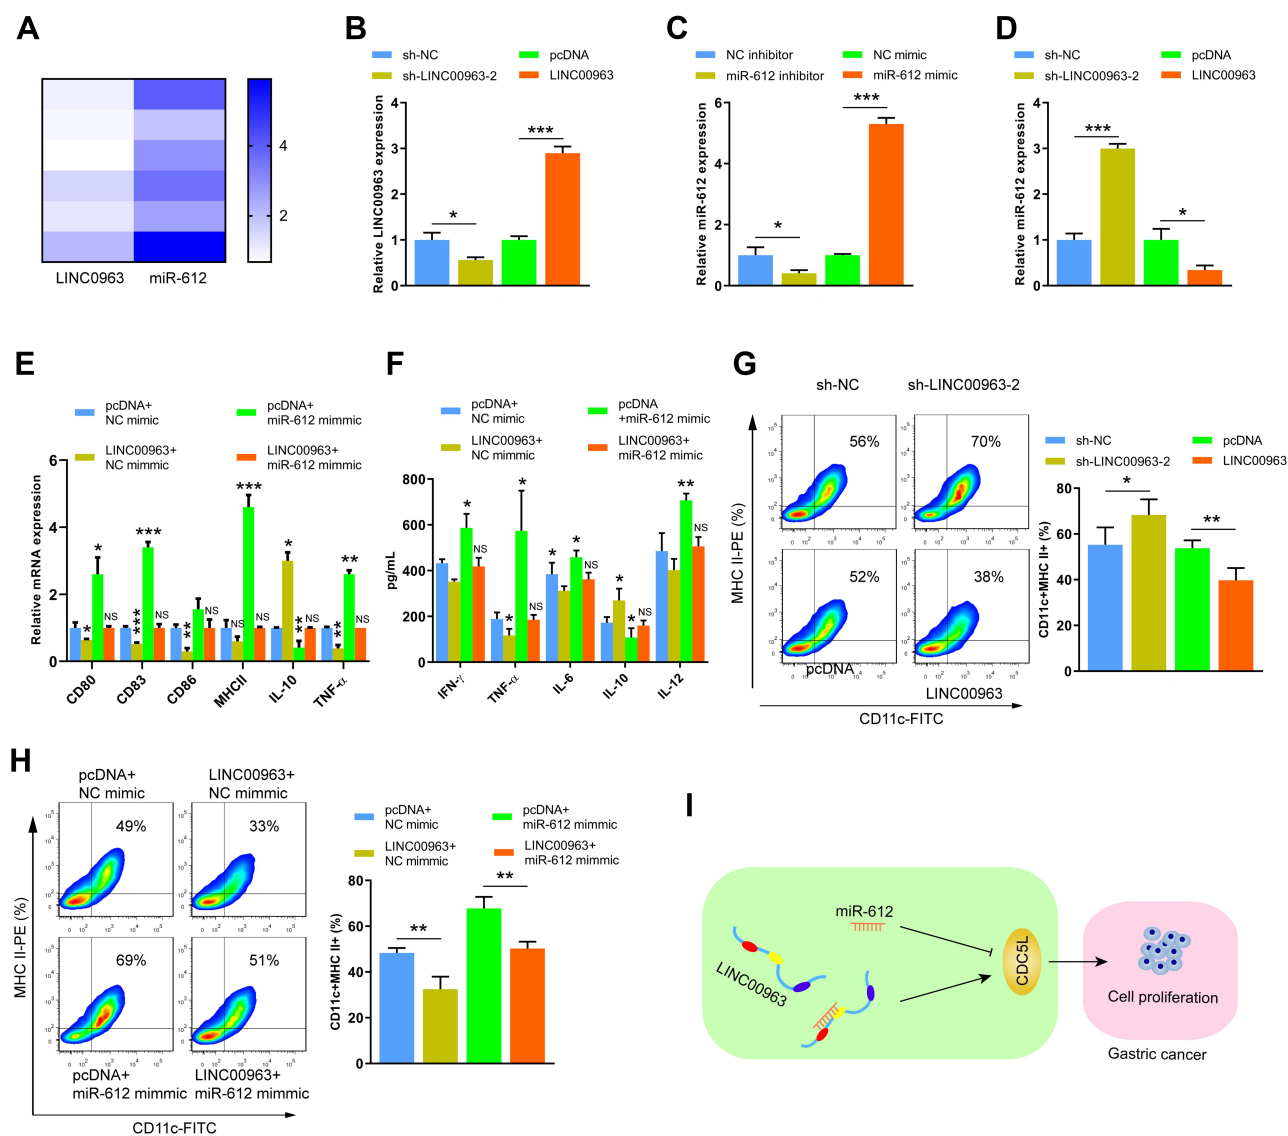 A
4
2
LINC0963
miR-612
B
sh-NC
pcDNA
sh-LINC00963-2
LINC00963
Relative LINC00963 expression
4
3
2
1
0
*
***
C
NC inhibitor
NC mimic
miR-612 inhibitor
miR-612 mimic
Relative miR-612 expression
6
4
2
0
*
***
D
sh-NC
pcDNA
sh-LINC00963-2
LINC00963
Relative miR-612 expression
4
3
2
1
0
***
*
E
pcDNA+
NC mimic
pcDNA+
miR-612 mimmic
LINC00963+
NC mimmic
LINC00963+
miR-612 mimmic
Relative mRNA expression
6
4
2
0
*
*
NS
***
***
NS
**
NS
***
NS
*
**
NS
**
**
CD80
CD83
CD86
MHCII
IL-10
TNF-α
F
pcDNA+
NC mimic
pcDNA
+miR-612 mimic
LINC00963+
NC mimmic
LINC00963+
miR-612 mimic
pg/mL
800
600
400
200
0
*
NS
*
*
NS
*
*
NS
*
*
NS
**
NS
IFN-γ
TNF-α
IL-6
IL-10
IL-12
G
sh-NC
sh-LINC00963-2
56%
70%
52%
38%
pcDNA
LINC00963
MHC II-PE (%)
CD11c-FITC
sh-NC
pcDNA
sh-LINC00963-2
LINC00963
CD11c+MHC II+ (%)
80
60
40
20
0
*
**
H
pcDNA+
NC mimic
LINC00963+
NC mimmic
49%
33%
69%
51%
pcDNA+
miR-612 mimmic
LINC00963+
miR-612 mimmic
MHC II-PE (%)
CD11c-FITC
pcDNA+
NC mimic
pcDNA+
miR-612 mimmic
LINC00963+
NC mimmic
LINC00963+
miR-612 mimmic
CD11c+MHC II+ (%)
80
60
40
20
0
**
**
I
miR-612
LINC00963
CDC5L
Cell proliferation
Gastric cancer